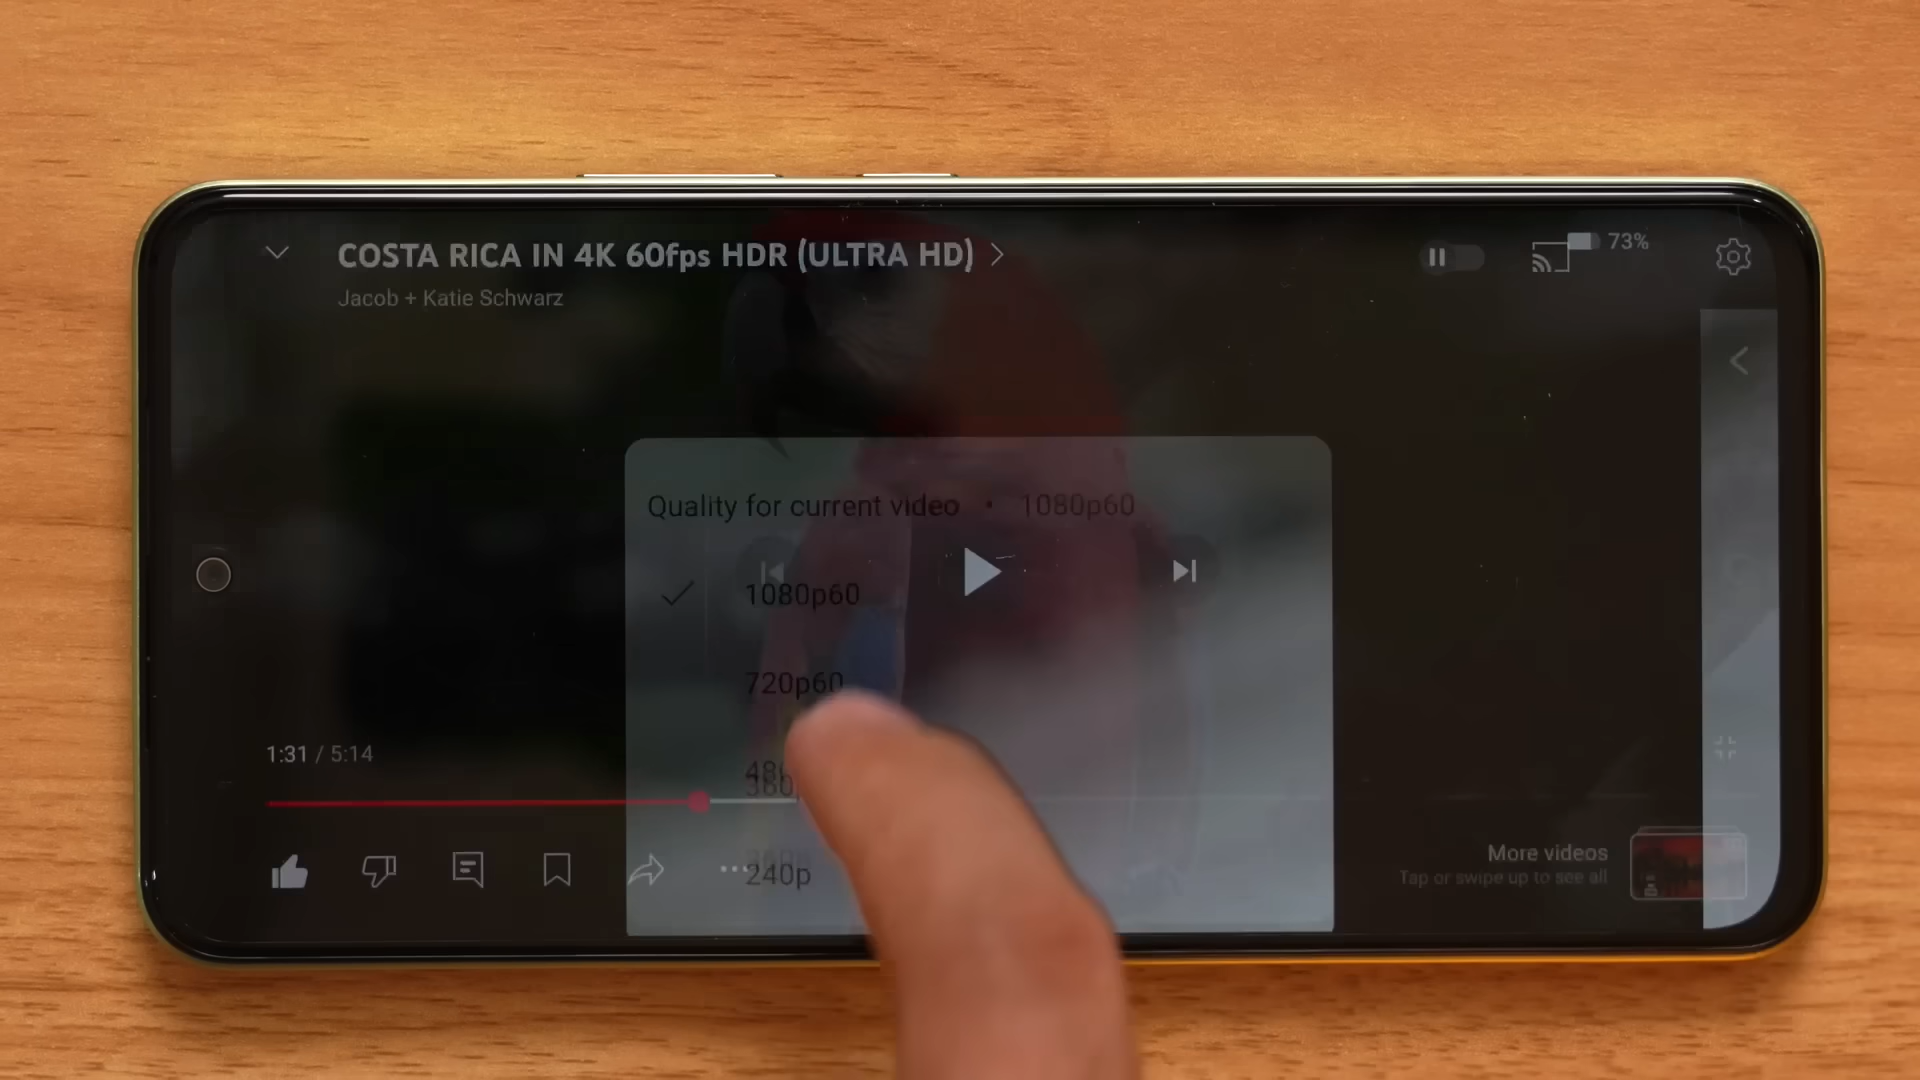 COSTA RICA IN 4K 60fps HDR (ULTRA HD)
73%
Jacob + Katie Schwarz
Quality for current video • 1080p60
1080p60
720p60
1:31 / 5:14
240p
More videos
Tap or swipe up to see all